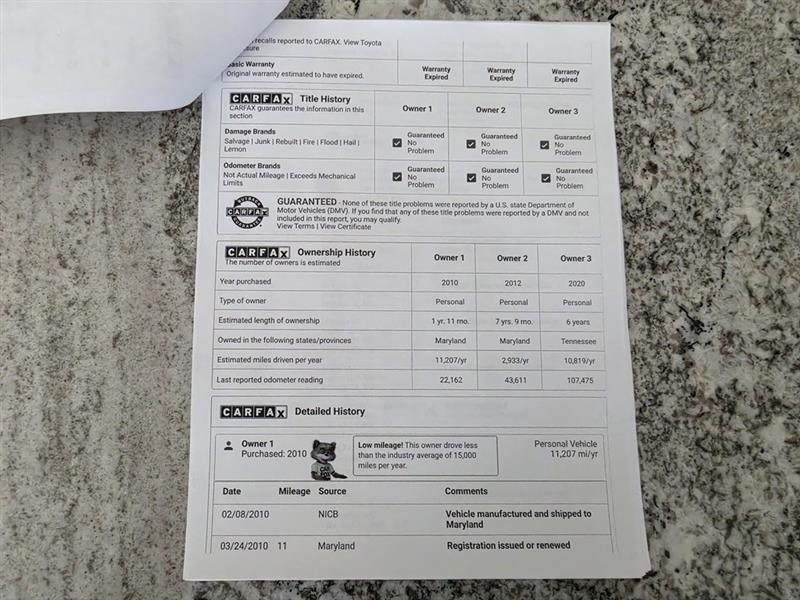 recalls reported to CARFAX. View Toyota
Basic Warranty
Original warranty estimated to have expired.
Warranty Expired
Warranty Expired
Warranty Expired
CARFAX Title History
CARFAX guarantees the information in this section
Owner 1
Owner 2
Owner 3
Damage Brands
Salvage | Junk | Rebuilt | Fire | Flood | Hail |
Lemon
Guaranteed No Problem
Guaranteed No Problem
Guaranteed No Problem
Odometer Brands
Not Actual Mileage | Exceeds Mechanical
Limits
Guaranteed No Problem
Guaranteed No Problem
Guaranteed No Problem
CARFAX
GUARANTEED - None of these title problems were reported by a U.S. state Department of
Motor Vehicles (DMV). If you find that any of these title problems were reported by a DMV and not
included in this report, you may qualify.
View Terms | View Certificate
CARFAX Ownership History
The number of owners is estimated
Owner 1 Owner 2 Owner 3
Year purchased 2010 2012 2020
Type of owner Personal Personal Personal
Estimated length of ownership 1 yr. 11 mo. 7 yrs. 9 mo. 6 years
Owned in the following states/provinces Maryland Maryland Tennessee
Estimated miles driven per year 11,207/yr 2,933/yr 10,819/yr
Last reported odometer reading 22,162 43,611 107,475
CARFAX Detailed History
Owner 1
Purchased: 2010
CAR FOX
Low mileage! This owner drove less
than the industry average of 15,000
miles per year.
Personal Vehicle
11,207 mi/yr
Date Mileage Source Comments
02/08/2010 NICB Vehicle manufactured and shipped to
Maryland
03/24/2010 11 Maryland Registration issued or renewed